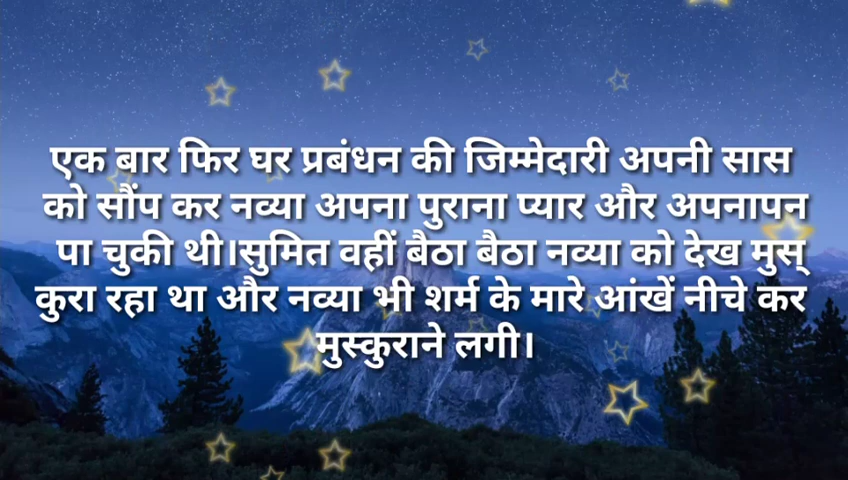 एक बार फिर घर प्रबंधन की जिम्मेदारी अपनी सास
को सौंप कर नव्या अपना पुराना प्यार और अपनापन
पा चुकी थी।सुमित वहीं बैठा बैठा नव्या को देख मुस्
कुरा रहा था और नव्या भी शर्म के मारे आंखें नीचे कर
मुस्कुराने लगी।